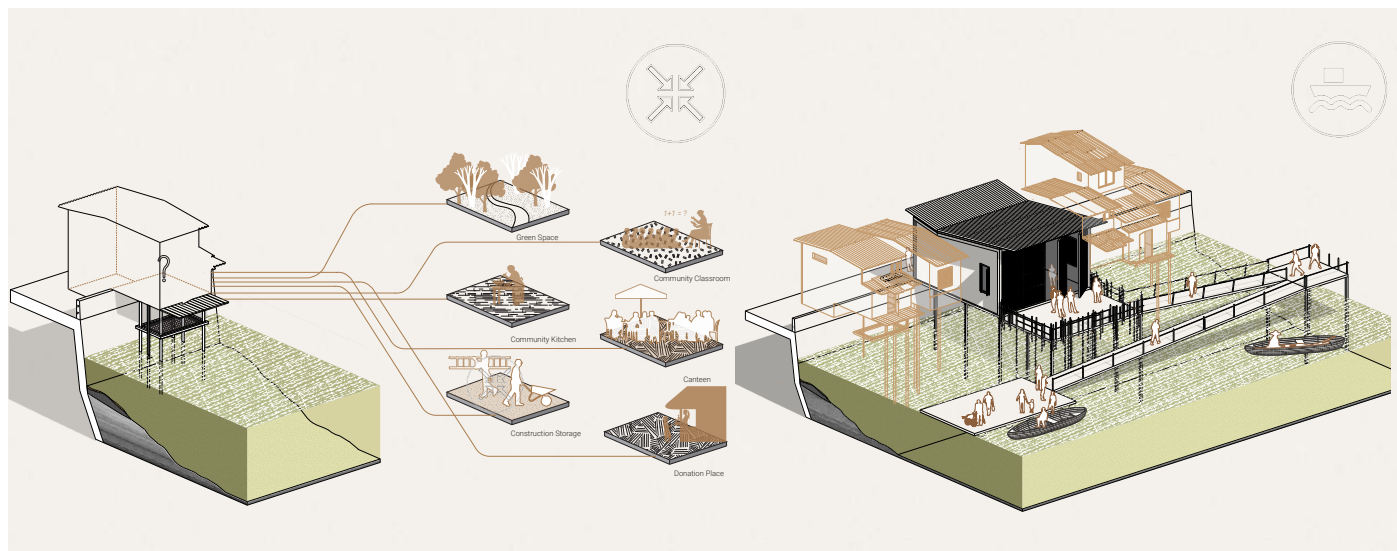 ?
Green Space
1+1 = ?
Community Classroom
Community Kitchen
Canteen
Construction Storage
Donation Place